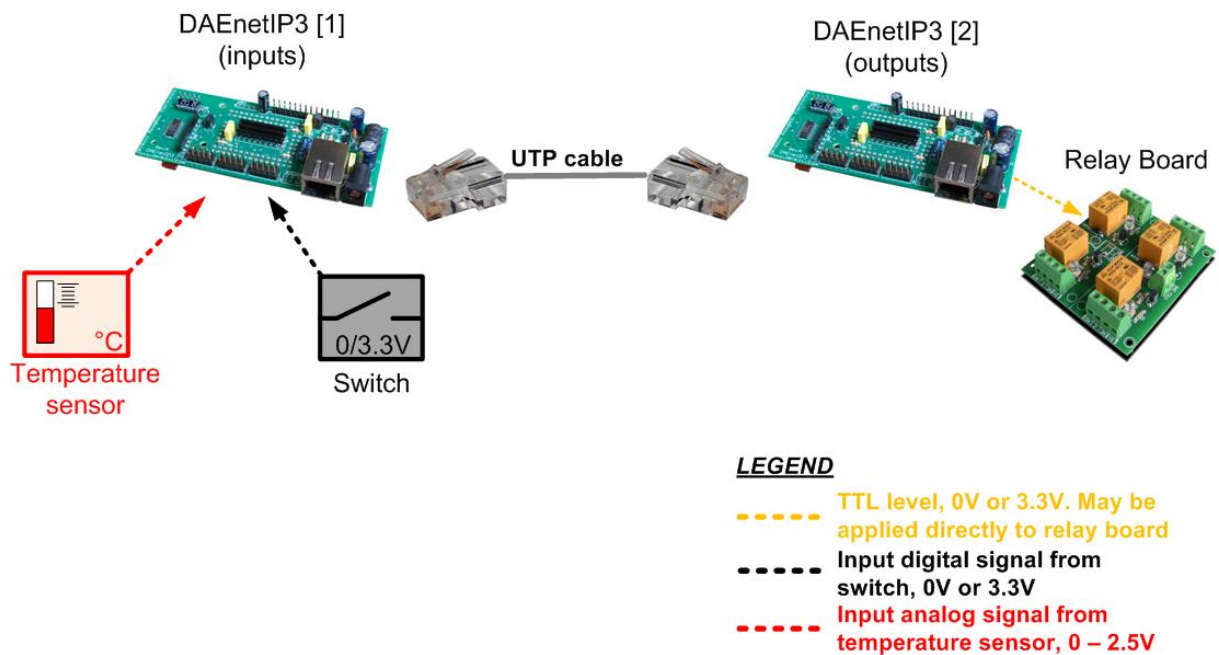 DAEnetIP3 [1]
(inputs)
DAEnetIP3 [2]
(outputs)
UTP cable
Relay Board
°C
0/3.3V
Temperature
sensor
Switch
LEGEND
TTL level, 0V or 3.3V. May be
applied directly to relay board
Input digital signal from
switch, 0V or 3.3V
Input analog signal from
temperature sensor, 0 – 2.5V